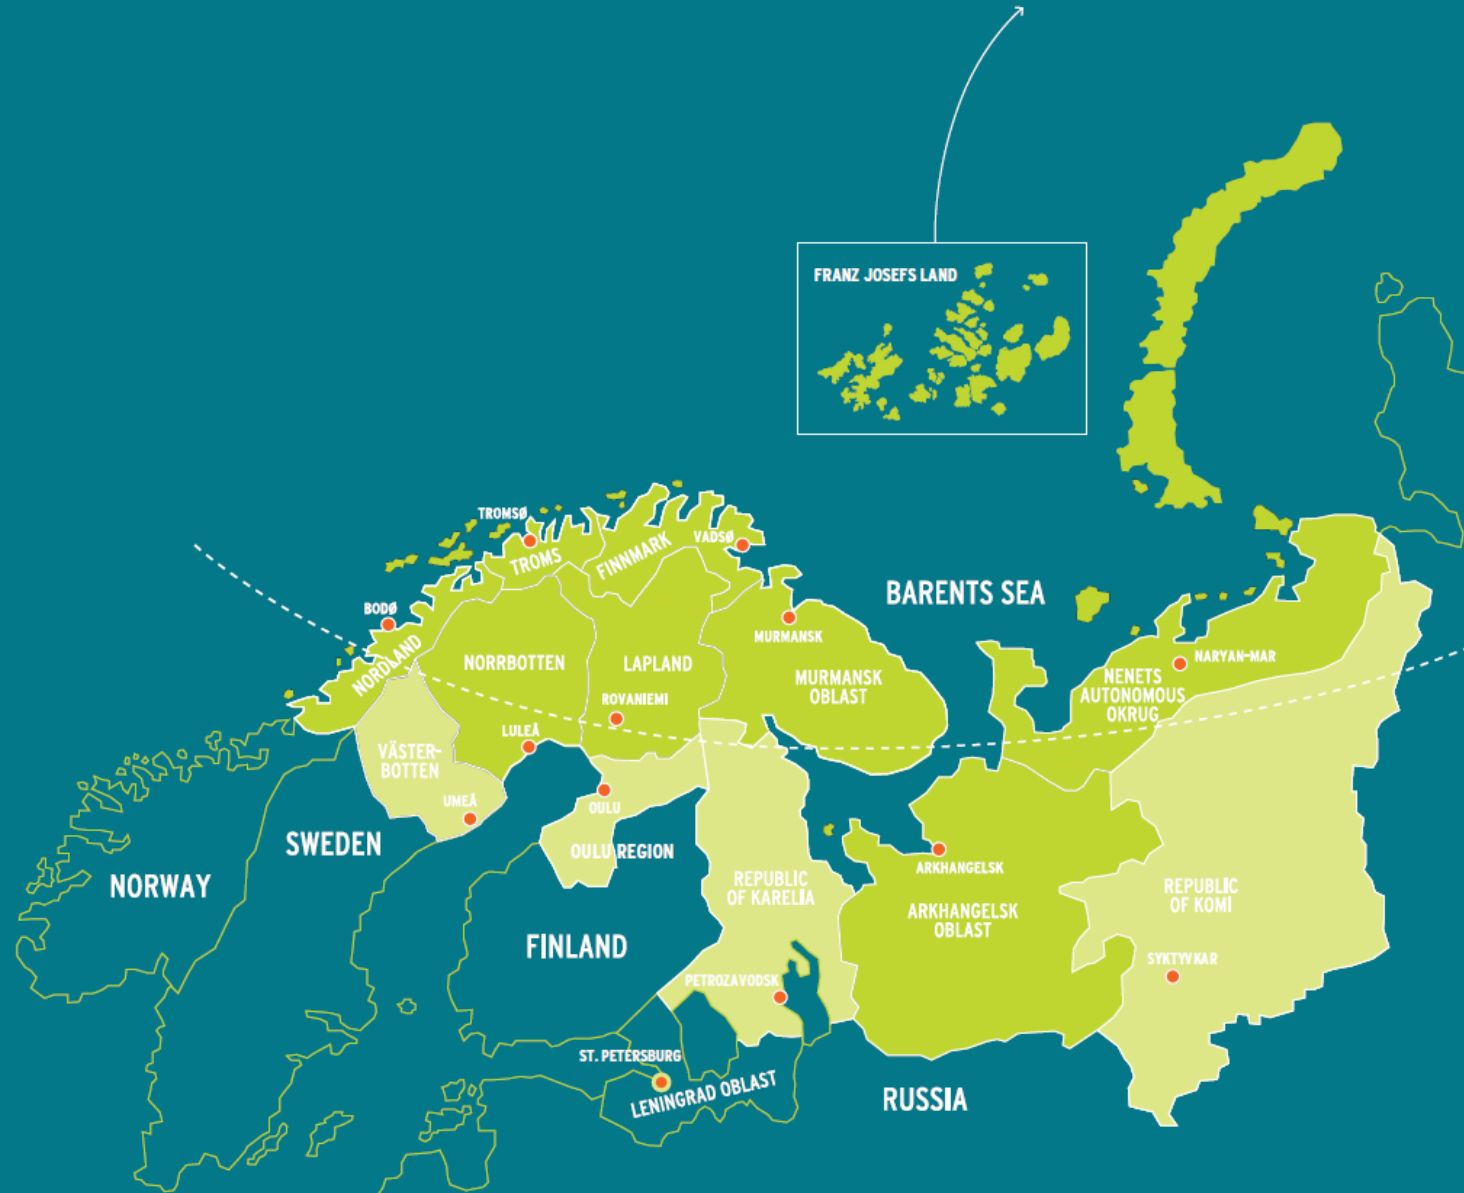 FRANZ JOSEFS LAND
TROMSØ
TROMS
FINNMARK
VADSØ
BARENTS SEA
BODØ
NORDLAND
NORRBOTTEN
LAPLAND
ROVANIEMI
MURMANSK
MURMANSK
OBLAST
NARYAN-MAR
NENETS
AUTONOMOUS
OKRUG
LULEÅ
VÄSTER-
BOTTEN
UMEÅ
OULU
OULU REGION
SWEDEN
NORWAY
FINLAND
REPUBLIC
OF KARELIA
ARKHANGELSK
ARKHANGELSK
OBLAST
REPUBLIC
OF KOMI
SYKTYVKAR
PETROZAVODSK
ST. PETERSBURG
LENINGRAD OBLAST
RUSSIA